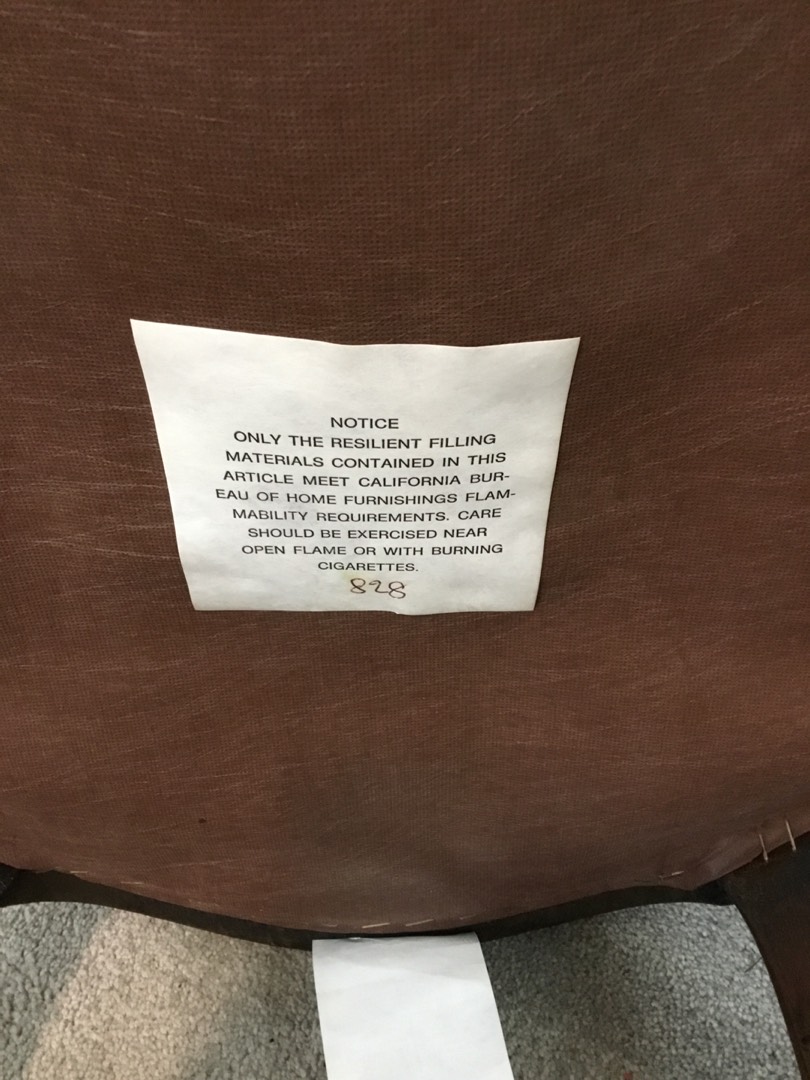 NOTICE
ONLY THE RESILIENT FILLING
MATERIALS CONTAINED IN THIS
ARTICLE MEET CALIFORNIA BUR-
EAU OF HOME FURNISHINGS FLAM-
MABILITY REQUIREMENTS. CARE
SHOULD BE EXERCISED NEAR
OPEN FLAME OR WITH BURNING
CIGARETTES.
828